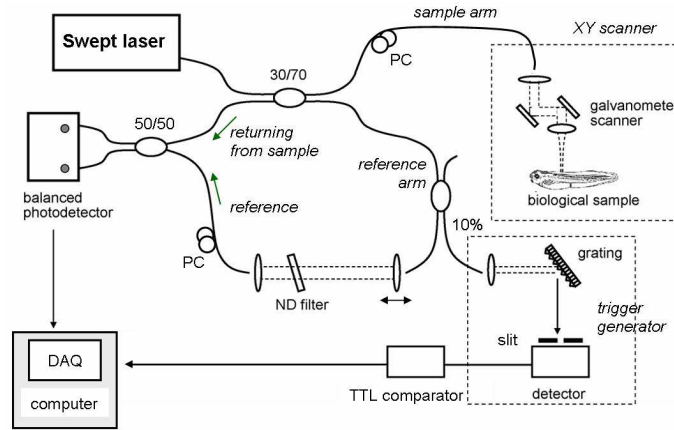 sample arm
XY scanner
Swept laser
PC
30/70
galvanomete
scanner
50/50
returning
from sample
reference
arm
biological sample
balanced
photodetector
reference
10%
grating
PC
ND filter
trigger
generator
slit
DAQ
computer
TTL comparator
detector